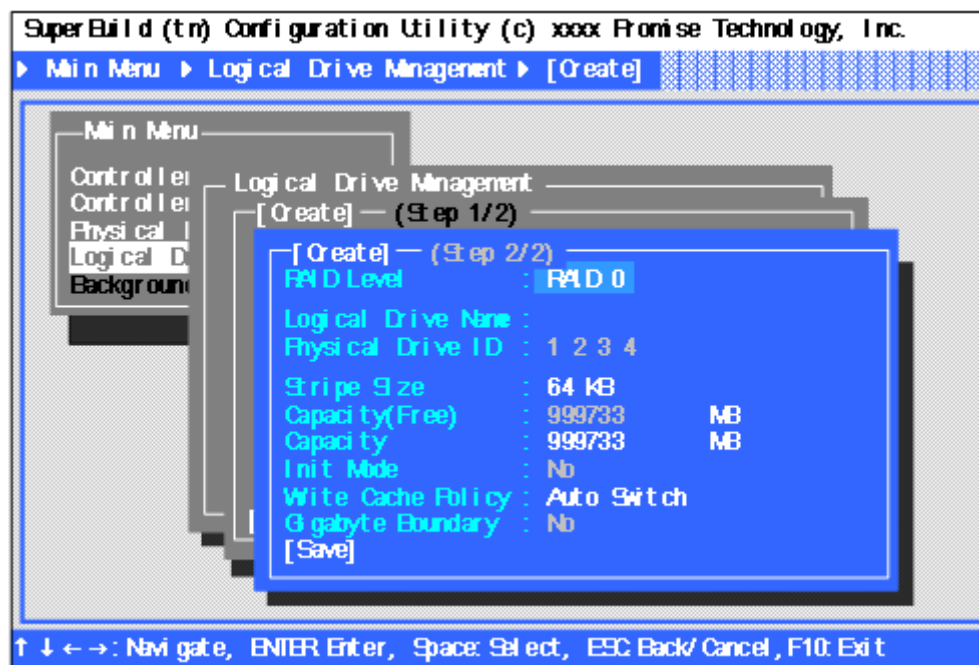 SuperBuild (tm) Configuration Utility (c) xxxx Promise Technology, Inc.
Main Menu ▶ Logical Drive Management ▶ [Create]
Main Menu
Controller
Controller
Physical
Logical D
Background
Logical Drive Management
[Create] (Step 1/2)
[Create] (Step 2/2)
RAID Level : RAID 0
Logical Drive Name :
Physical Drive ID : 1 2 3 4
Stripe Size : 64 KB
Capacity(Free) : 999733 MB
Capacity : 999733 MB
Init Mode : No
Write Cache Policy : Auto Switch
Gigabyte Boundary : No
[Save]
↑ ↓ ← →: Navigate, ENTER: Enter, Space: Select, ESC: Back/Cancel, F10: Exit